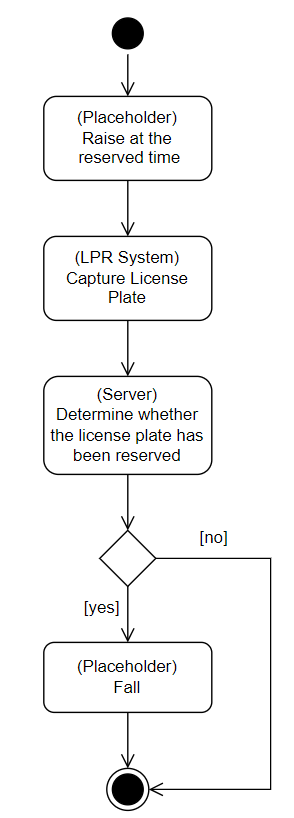 (Placeholder)
Raise at the
reserved time
(LPR System)
Capture License
Plate
(Server)
Determine whether
the license plate has
been reserved
[no]
[yes]
(Placeholder)
Fall